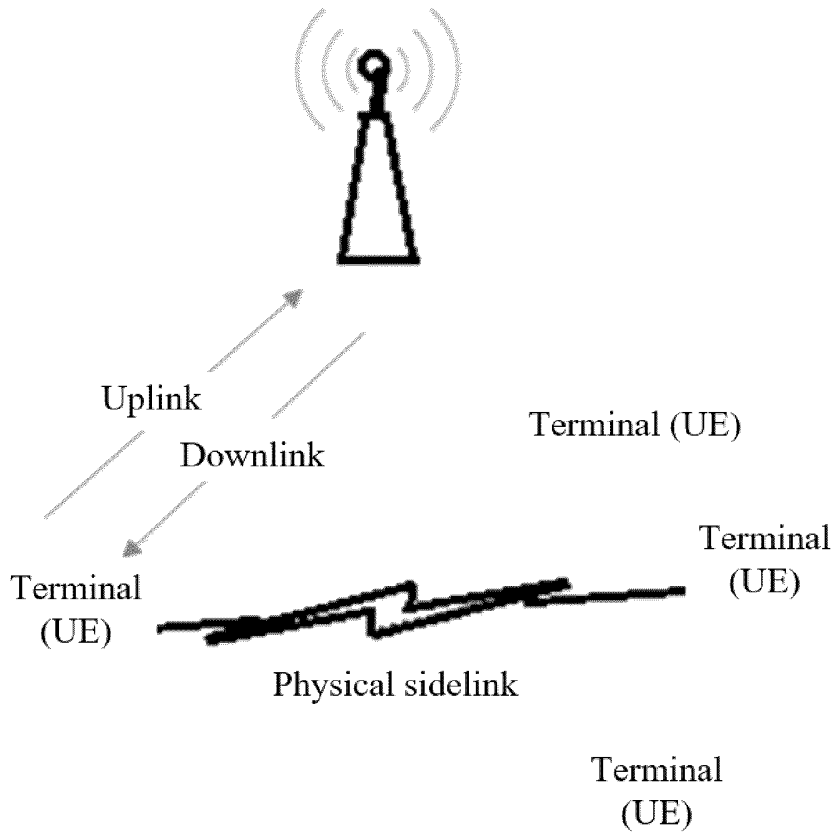 Uplink
Downlink
Terminal (UE)
Terminal
(UE)
Terminal
(UE)
Physical sidelink
Terminal
(UE)